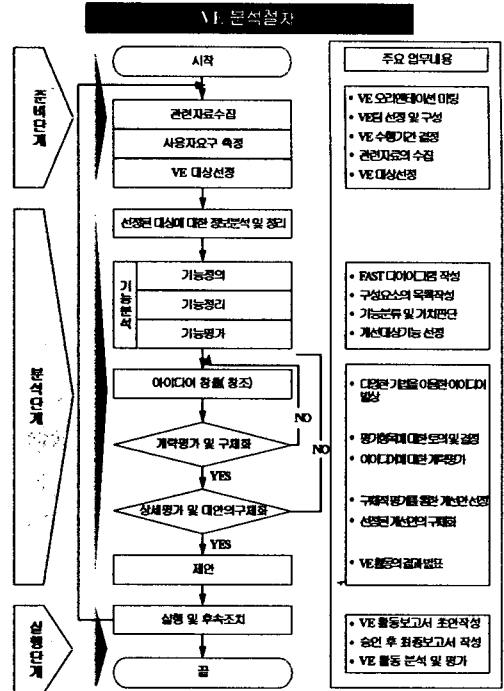 VE 분석절차
준비단계
시작
관련자료수집
사용자요구 측정
VE 대상선정
주요 업무내용
• VE 오리엔테이션 미팅
• VE팀 선정 및 구성
• VE 수행기간 결정
• 관련자료의 수집
• VE 대상선정
분석단계
선정된 대상에 대한 정보분석 및 정리
기능분석
기능정의
기능정리
기능평가
• FAST 다이어그램 작성
• 구성요소의 목록작성
• 기능분류 및 가치판단
• 개선대상기능 선정
아이디어 창출(창조)
NO
개략평가 및 구체화
NO
YES
상세평가 및 대안의구체화
YES
제안
• 다양한 기법을 이용한 아이디어
발상
• 평가항목에 대한 토의 및 결정
• 아이디어에 대한 개략평가
• 구체적 평가를 통한 개선안 선정
• 선정된 개선안의 구체화
• VE활동의 결과 발표
실행단계
실행 및 후속조치
끝
• VE 활동보고서 초안작성
• 승인 후 최종보고서 작성
• VE 활동 분석 및 평가